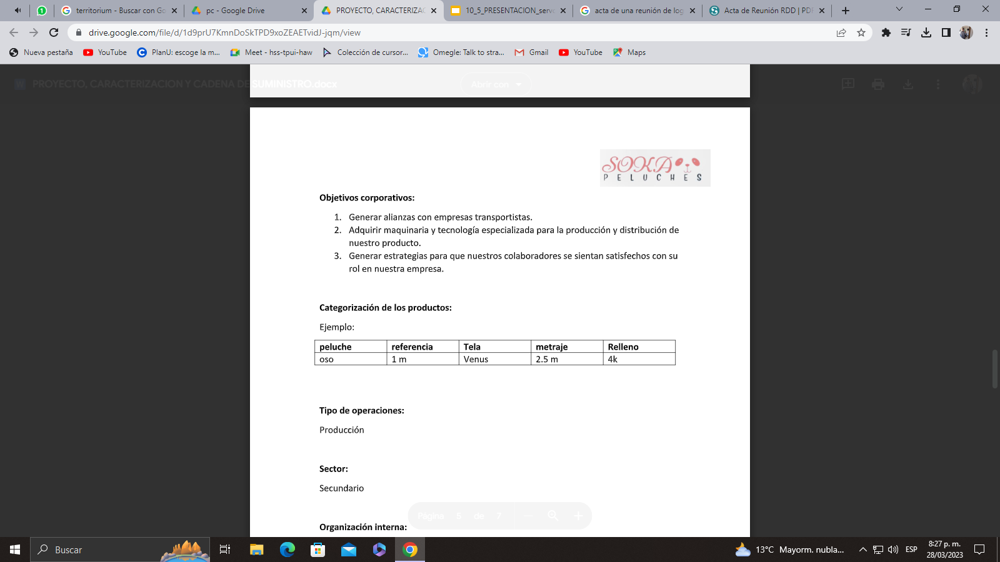 territorium - Buscar con Go
pc - Google Drive
PROYECTO, CARACTERIZAC
10_5_PRESENTACION_servo
acta de una reunión de log
Acta de Reunión RDD | PDF
drive.google.com/file/d/1d9prU7KmnDoSkTPD9xoZEAETvidJ-jqm/view
Nueva pestaña
YouTube
PlanU: escoge la m...
Meet - hss-tpui-haw
Colección de cursor...
Omegle: Talk to stra...
Gmail
YouTube
Maps
PROYECTO, CARACTERIZACION Y CADENA DE SUMINISTRO.docx
Abrir con
SOKA
PELUCHES
Objetivos corporativos:
1. Generar alianzas con empresas transportistas.
2. Adquirir maquinaria y tecnología especializada para la producción y distribución de
nuestro producto.
3. Generar estrategias para que nuestros colaboradores se sientan satisfechos con su
rol en nuestra empresa.
Categorización de los productos:
Ejemplo:
peluche referencia Tela metraje Relleno
oso 1 m Venus 2.5 m 4k
Tipo de operaciones:
Producción
Sector:
Secundario
Página 5 de 7
Organización interna:
Buscar
13°C Mayorm. nubla...
ESP
8:27 p. m.
28/03/2023